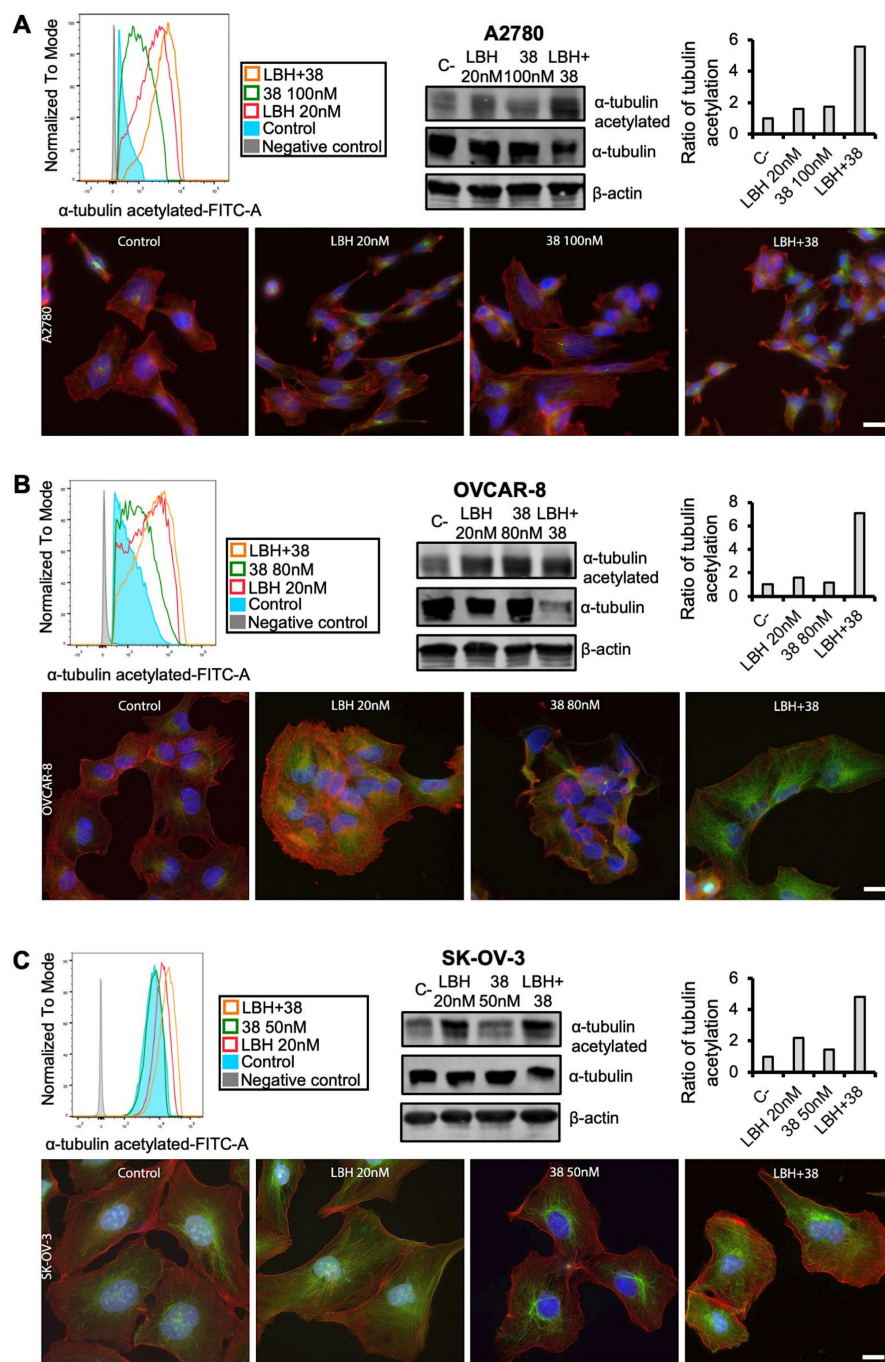 A
Normalized To Mode
100
80
60
40
20
0
α-tubulin acetylated-FITC-A
LBH+38
38 100nM
LBH 20nM
Control
Negative control
A2780
C- LBH 38 LBH+
20nM 100nM 38
α-tubulin
acetylated
α-tubulin
β-actin
Ratio of tubulin
acetylation
6
4
2
0
C-
LBH 20nM
38 100nM
LBH+38
Control
LBH 20nM
38 100nM
LBH+38
A2780
B
Normalized To Mode
α-tubulin acetylated-FITC-A
LBH+38
38 80nM
LBH 20nM
Control
Negative control
OVCAR-8
C- LBH 38 LBH+
20nM 80nM 38
α-tubulin
acetylated
α-tubulin
β-actin
Ratio of tubulin
acetylation
8
6
4
2
0
C-
LBH 20nM
38 80nM
LBH+38
Control
LBH 20nM
38 80nM
LBH+38
OVCAR-8
C
Normalized To Mode
α-tubulin acetylated-FITC-A
LBH+38
38 50nM
LBH 20nM
Control
Negative control
SK-OV-3
C- LBH 38 LBH+
20nM 50nM 38
α-tubulin
acetylated
α-tubulin
β-actin
Ratio of tubulin
acetylation
6
4
2
0
C-
LBH 20nM
38 50nM
LBH+38
Control
LBH 20nM
38 50nM
LBH+38
SK-OV-3